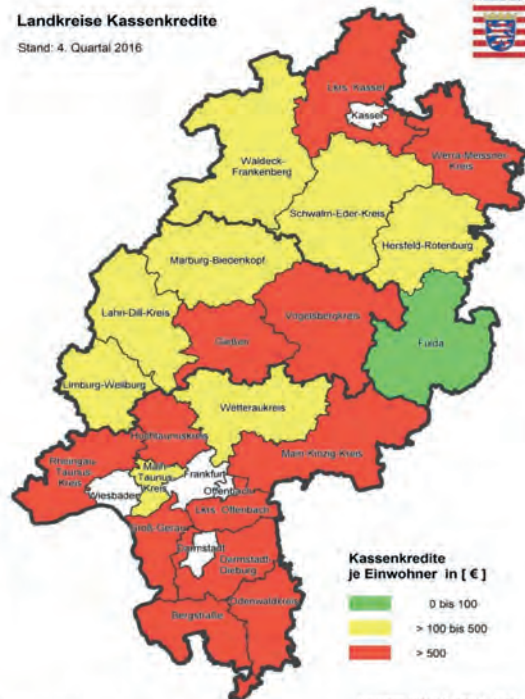 Landkreise Kassenkredite
Stand: 4. Quartal 2016
Lkrs. Kassel
Kassel
Werra-Meissner
Kreis
Waldeck-
Frankenberg
Schwalm-Eder-Kreis
Hersfeld-Rotenburg
Marburg-Biedenkopf
Lahn-Dill-Kreis
Vogelsbergkreis
Gießen
Fulda
Limburg-Weilburg
Wetteraukreis
Hochtaunuskreis
Main-Kinzig-Kreis
Rheingau
Taunus
Kreis
Main
Taunus
Kreis
Frankfurt
Wiesbaden
Offenbach
Lkrs. Offenbach
Groß-Gerau
Darmstadt
Darmstadt-
Dieburg
Odenwaldkreis
Bergstraße
Kassenkredite
je Einwohner in [ € ]
0 bis 100
> 100 bis 500
> 500